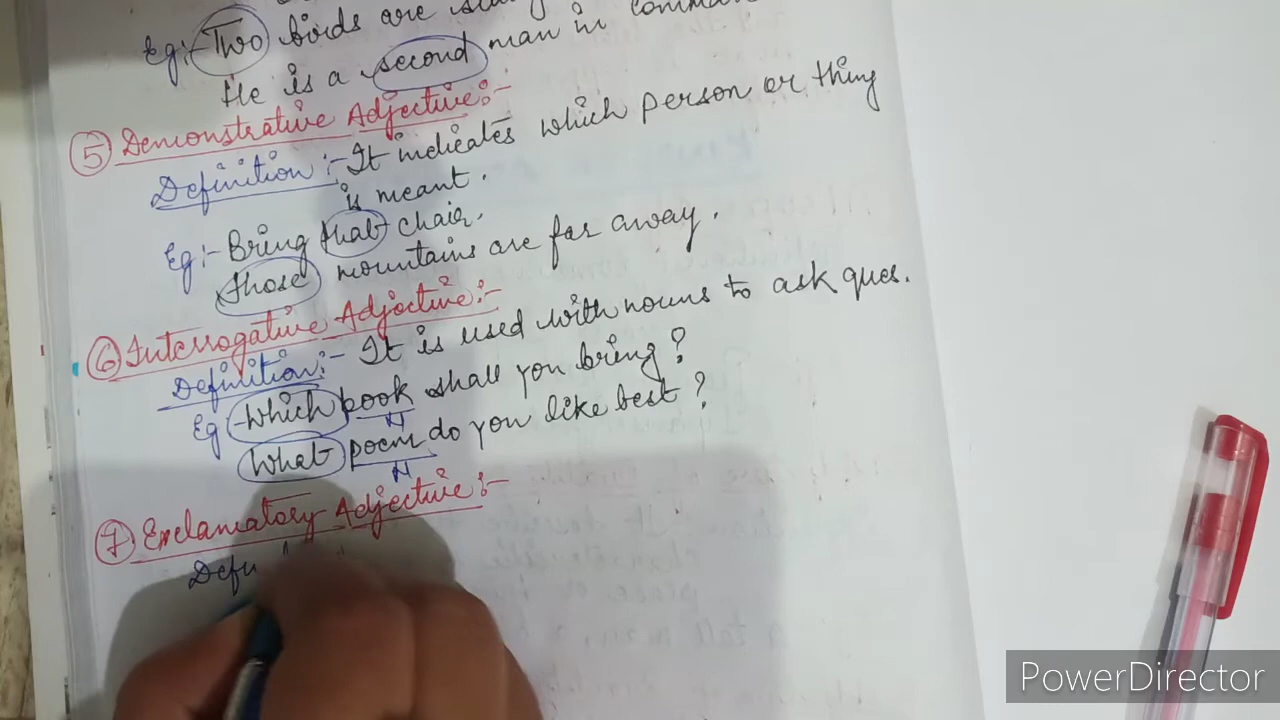 Eg:- Two birds are
He is a second man in
⑤ Demonstrative Adjective:-
Definition:- It indicates which person or thing
is meant.
Eg:- Bring that chair.
those mountains are far away.
⑥ Interrogative Adjective:-
Definition:- It is used with nouns to ask ques.
Eg:- Which book shall you bring?
N
What poem do you like best?
N
⑦ Exclamatory Adjective:-
Defi
PowerDirector